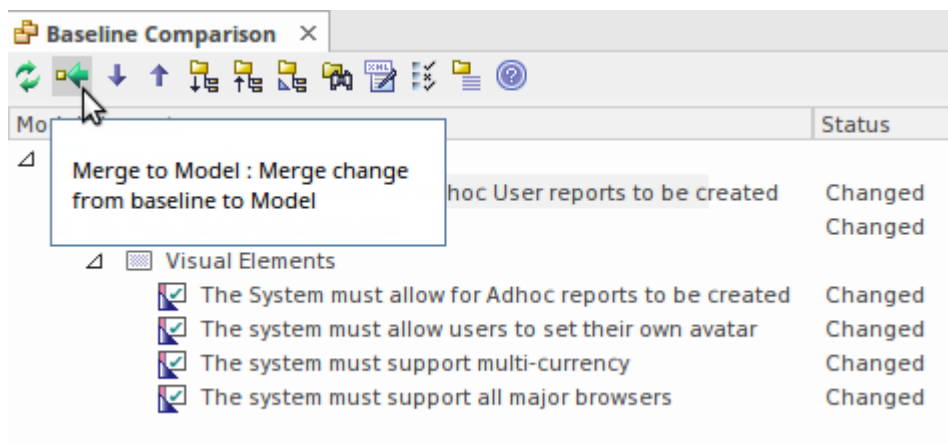 Baseline Comparison
XML
Mo
Status
Merge to Model : Merge change
from baseline to Model
hoc User reports to be created
Changed
Changed
Visual Elements
The System must allow for Adhoc reports to be created
Changed
The system must allow users to set their own avatar
Changed
The system must support multi-currency
Changed
The system must support all major browsers
Changed